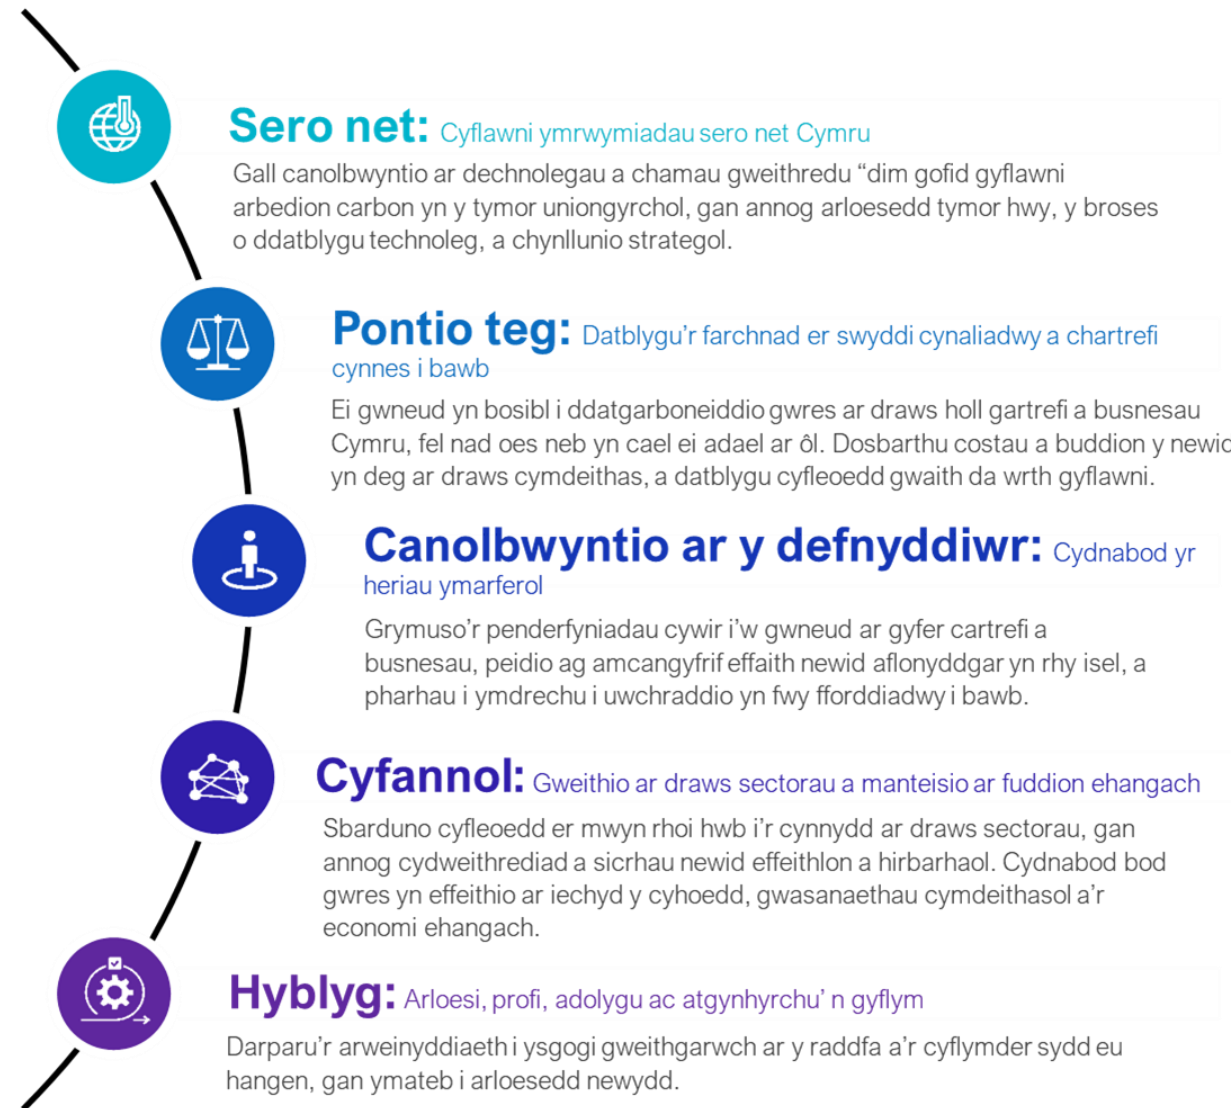 Sero net: Cyflawni ymrwymiadau sero net Cymru
Gall canolbwyntio ar dechnolegau a chamau gweithredu “dim gofid gyflawni
arbedion carbon yn y tymor uniongyrchol, gan annog arloesedd tymor hwy, y broses
o ddatblygu technoleg, a chynllunio strategol.
Pontio teg: Datblygu’r farchnad er swyddi cynaliadwy a chartrefi
cynnes i bawb
Ei gwneud yn bosibl i ddatgarboneiddio gwres ar draws holl gartrefi a busnesau
Cymru, fel nad oes neb yn cael ei adael ar ôl. Dosbarthu costau a buddion y newid
yn deg ar draws cymdeithas, a datblygu cyfleoedd gwaith da wrth gyflawni.
Canolbwyntio ar y defnyddiwr: Cydnabod yr
heriau ymarferol
Grymuso’r penderfyniadau cywir i’w gwneud ar gyfer cartrefi a
busnesau, peidio ag amcangyfrif effaith newid aflonyddgar yn rhy isel, a
pharhau i ymdrechu i uwchraddio yn fwy fforddiadwy i bawb.
Cyfannol: Gweithio ar draws sectorau a manteisio ar fuddion ehangach
Sbarduno cyfleoedd er mwyn rhoi hwb i’r cynnydd ar draws sectorau, gan
annog cydweithrediad a sicrhau newid effeithlon a hirbarhaol. Cydnabod bod
gwres yn effeithio ar iechyd y cyhoedd, gwasanaethau cymdeithasol a’r
economi ehangach.
Hyblyg: Arloesi, profi, adolygu ac atgynhyrchu’ n gyflym
Darparu’r arweinyddiaeth i ysgogi gweithgarwch ar y raddfa a’r cyflymder sydd eu
hangen, gan ymateb i arloesedd newydd.